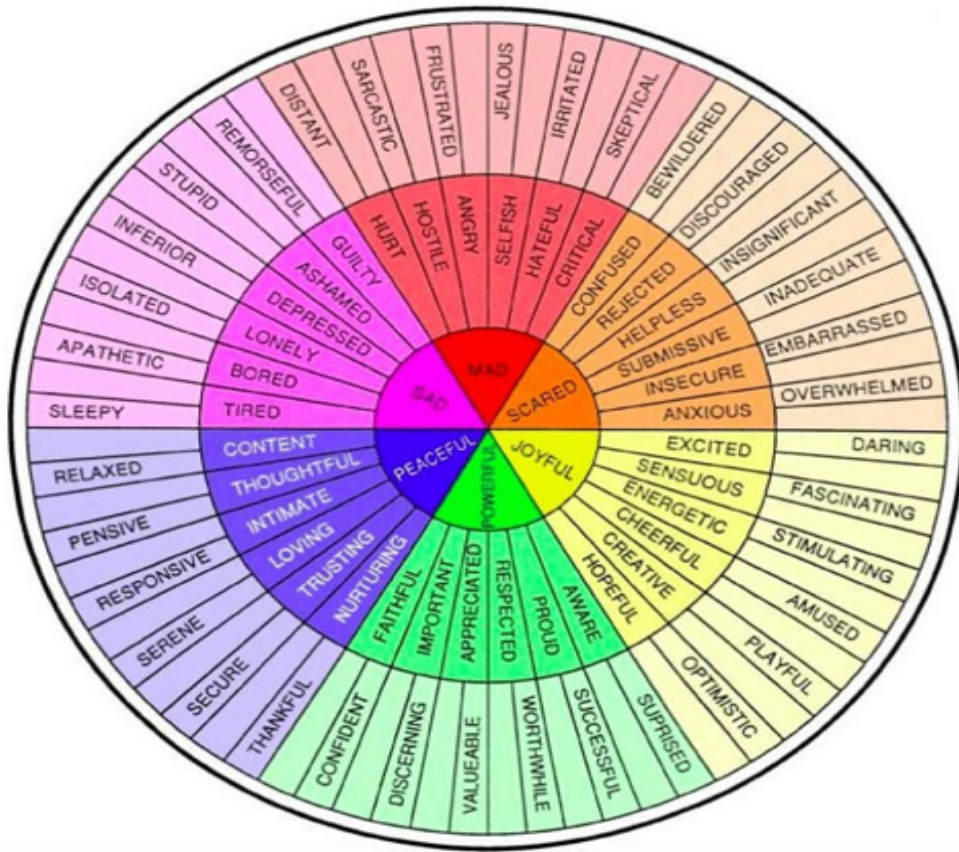 MAD
SCARED
JOYFUL
POWERFUL
PEACEFUL
SAD
HURT
HOSTILE
ANGRY
SELFISH
HATEFUL
CRITICAL
CONFUSED
REJECTED
HELPLESS
SUBMISSIVE
INSECURE
ANXIOUS
EXCITED
SENSUOUS
ENERGETIC
CHEERFUL
CREATIVE
HOPEFUL
AWARE
PROUD
RESPECTED
APPRECIATED
IMPORTANT
FAITHFUL
NURTURING
TRUSTING
LOVING
INTIMATE
THOUGHTFUL
CONTENT
TIRED
BORED
LONELY
DEPRESSED
ASHAMED
GUILTY
DISTANT
SARCASTIC
FRUSTRATED
JEALOUS
IRRITATED
SKEPTICAL
BEWILDERED
DISCOURAGED
INSIGNIFICANT
INADEQUATE
EMBARRASSED
OVERWHELMED
DARING
FASCINATING
STIMULATING
AMUSED
PLAYFUL
OPTIMISTIC
SUPRISED
SUCCESSFUL
WORTHWHILE
VALUEABLE
DISCERNING
CONFIDENT
THANKFUL
SECURE
SERENE
RESPONSIVE
PENSIVE
RELAXED
SLEEPY
APATHETIC
ISOLATED
INFERIOR
STUPID
REMORSEFUL